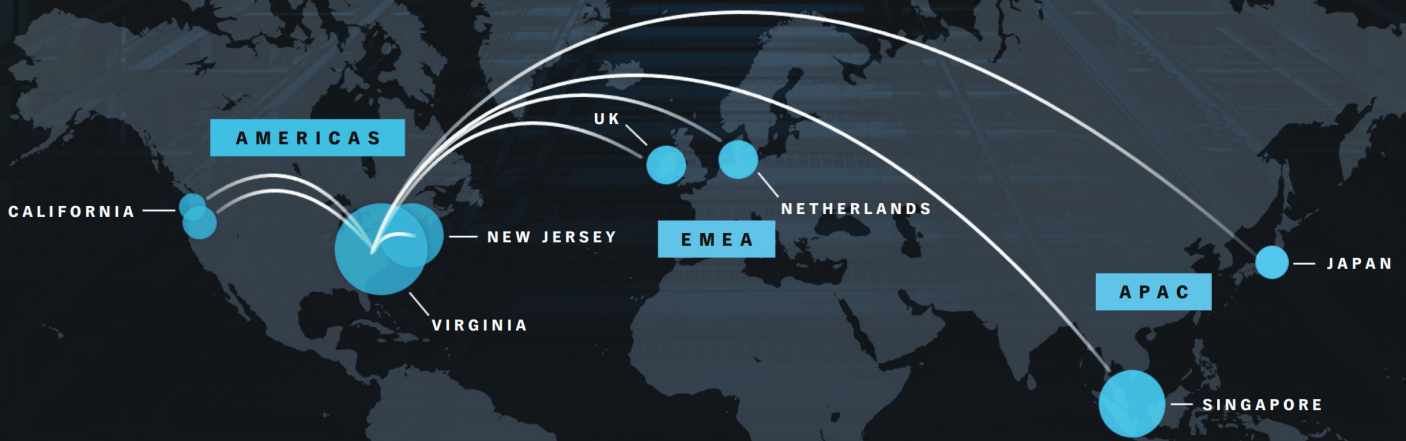 UK
AMERICAS
CALIFORNIA
NETHERLANDS
NEW JERSEY
EMEA
JAPAN
APAC
VIRGINIA
SINGAPORE